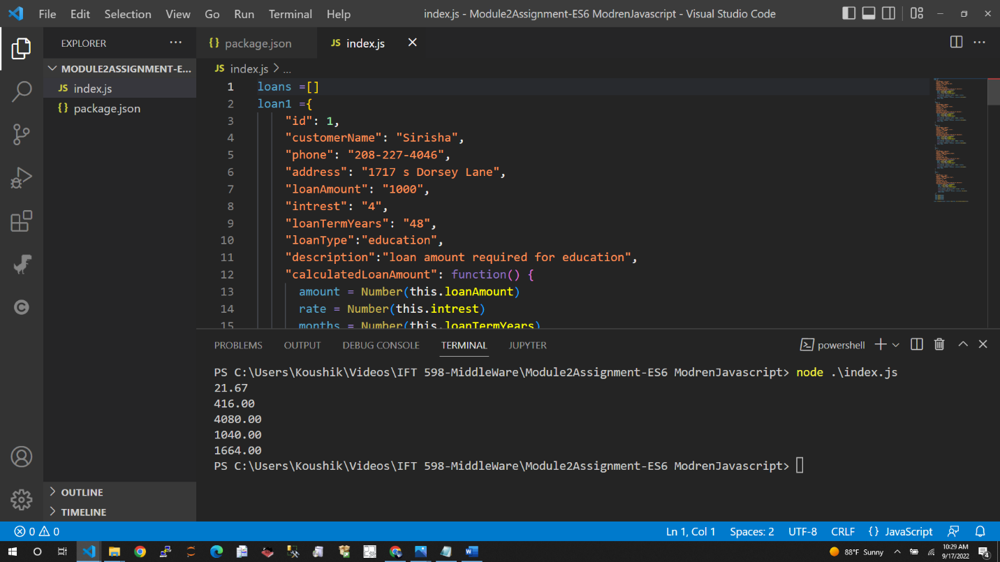 File Edit Selection View Go Run Terminal Help
index.js - Module2Assignment-ES6 ModrenJavascript - Visual Studio Code
EXPLORER ...
MODULE2ASSIGNMENT-E...
JS index.js
{} package.json
OUTLINE
TIMELINE
{} package.json
JS index.js
JS index.js > ...
1 loans =[]
2 loan1 ={
3 "id": 1,
4 "customerName": "Sirisha",
5 "phone": "208-227-4046",
6 "address": "1717 s Dorsey Lane",
7 "loanAmount": "1000",
8 "intrest": "4",
9 "loanTermYears": "48",
10 "loanType":"education",
11 "description":"loan amount required for education",
12 "calculatedLoanAmount": function() {
13 amount = Number(this.loanAmount)
14 rate = Number(this.intrest)
15 months = Number(this.loanTermYears)
PROBLEMS OUTPUT DEBUG CONSOLE TERMINAL JUPYTER
powershell
PS C:\Users\Koushik\Videos\IFT 598-MiddleWare\Module2Assignment-ES6 ModrenJavascript> node .\index.js
21.67
416.00
4080.00
1040.00
1664.00
PS C:\Users\Koushik\Videos\IFT 598-MiddleWare\Module2Assignment-ES6 ModrenJavascript>
0 0
Ln 1, Col 1 Spaces: 2 UTF-8 CRLF {} JavaScript
88°F Sunny
10:29 AM
9/17/2022
4